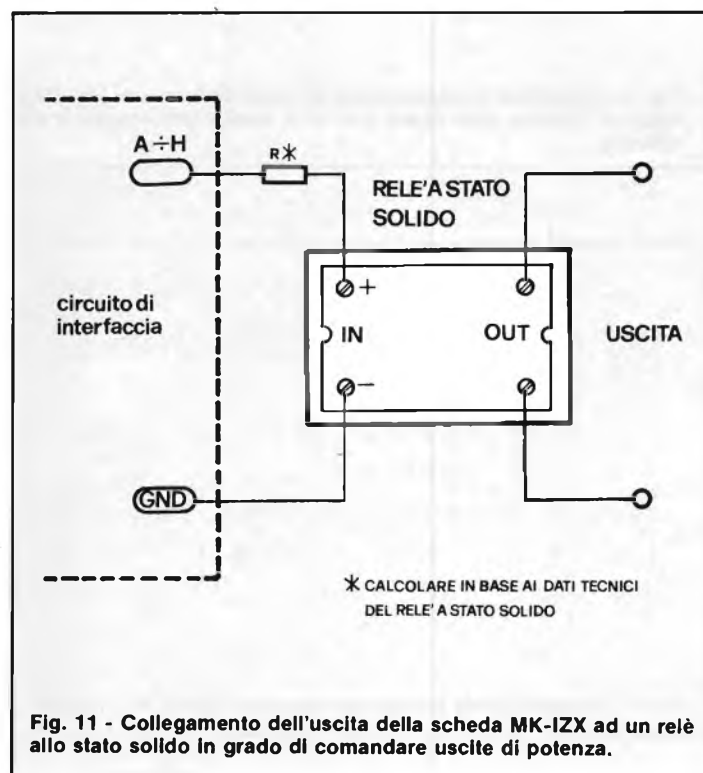 A÷H
R*
RELE'A STATO
SOLIDO
circuito di
interfaccia
+
IN
OUT
USCITA
−
GND
* CALCOLARE IN BASE AI DATI TECNICI
DEL RELE' A STATO SOLIDO
Fig. 11 - Collegamento dell'uscita della scheda MK-IZX ad un relè
allo stato solido in grado di comandare uscite di potenza.